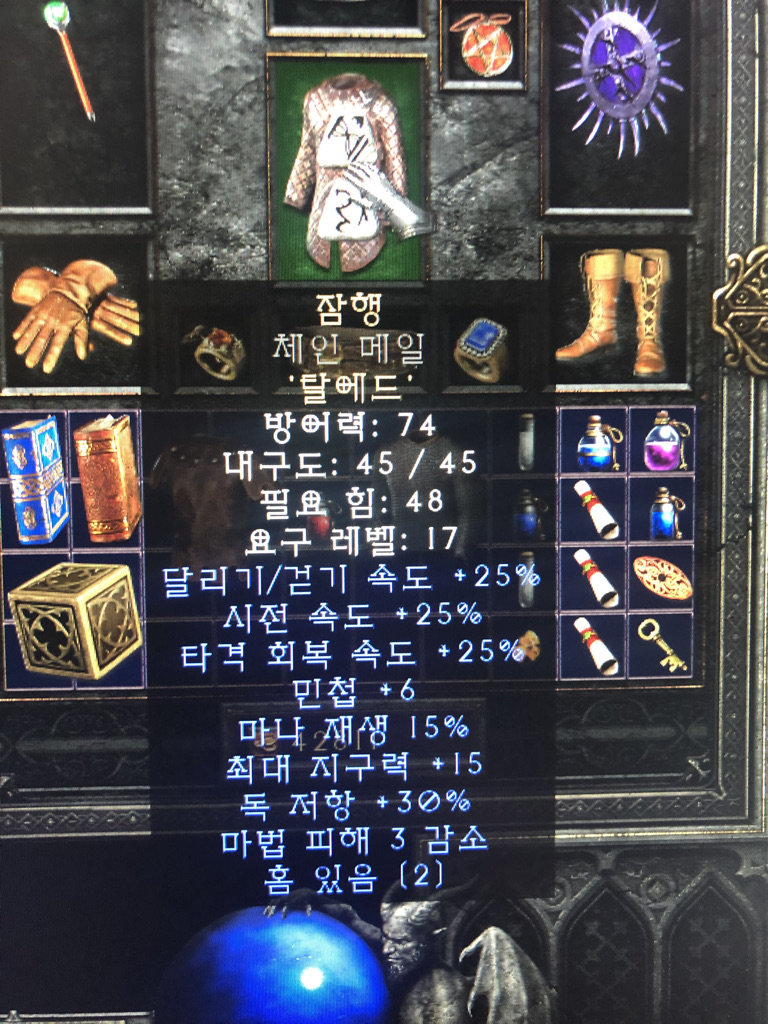 잠행
체인 메일
'탈에드'
방어력: 74
내구도: 45 / 45
필요 힘: 48
요구 레벨: 17
달리기/걷기 속도 +25%
시전 속도 +25%
타격 회복 속도 +25%
민첩 +6
마나 재생 15%
최대 지구력 +15
독 저항 +30%
마법 피해 3 감소
홈 있음 (2)